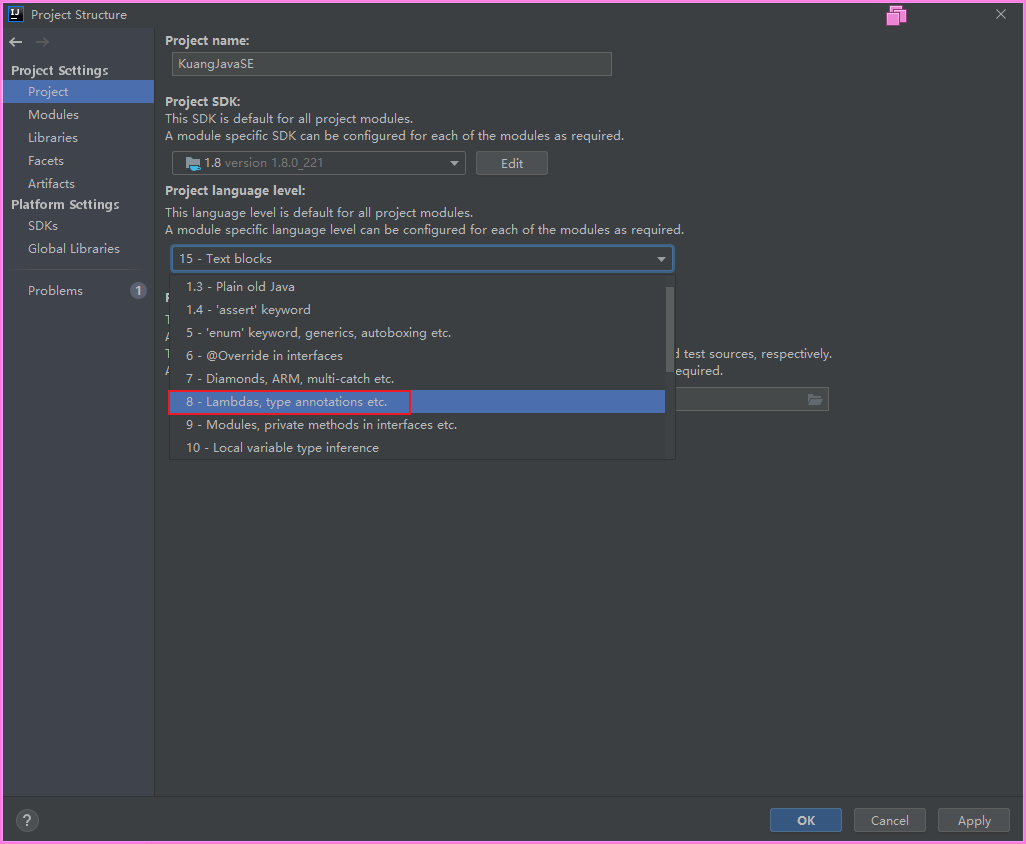 Project Structure
Project Settings
Project
Modules
Libraries
Facets
Artifacts
Platform Settings
SDKs
Global Libraries
Problems 1
Project name:
KuangJavaSE
Project SDK:
This SDK is default for all project modules.
A module specific SDK can be configured for each of the modules as required.
1.8 version 1.8.0_221
Edit
Project language level:
This language level is default for all project modules.
A module specific language level can be configured for each of the modules as required.
15 - Text blocks
1.3 - Plain old Java
1.4 - 'assert' keyword
5 - 'enum' keyword, generics, autoboxing etc.
6 - @Override in interfaces
7 - Diamonds, ARM, multi-catch etc.
8 - Lambdas, type annotations etc.
9 - Modules, private methods in interfaces etc.
10 - Local variable type inference
test sources, respectively.
?
OK
Cancel
Apply